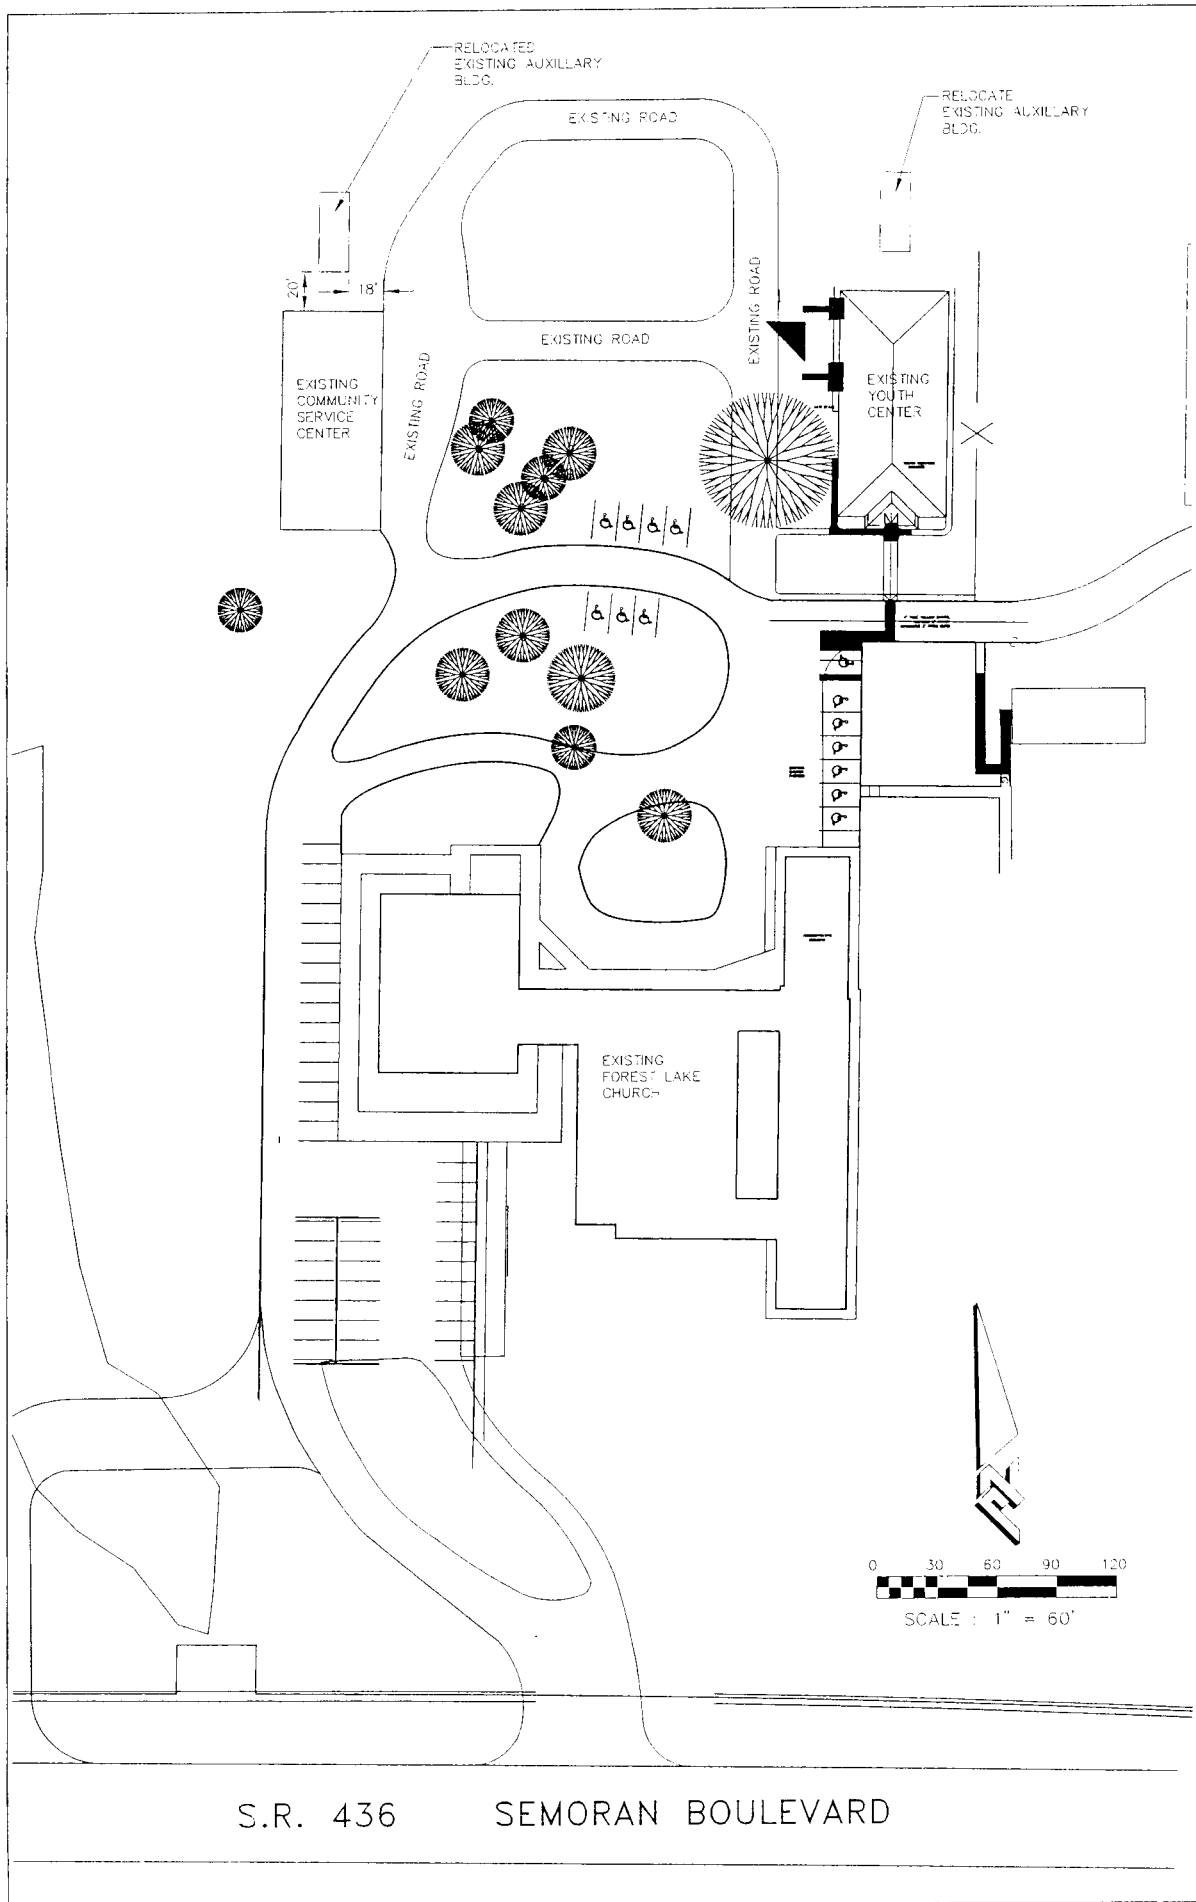 RELOCATED
EXISTING AUXILLARY
BLDG.
RELOCATE
EXISTING AUXILLARY
BLDG.
EXISTING ROAD
20'
18'
EXISTING ROAD
EXISTING ROAD
EXISTING ROAD
EXISTING
COMMUNITY
SERVICE
CENTER
EXISTING
YOUTH
CENTER
EXISTING
FOREST LAKE
CHURCH
0 30 60 90 120
SCALE : 1" = 60'
S.R. 436 SEMORAN BOULEVARD